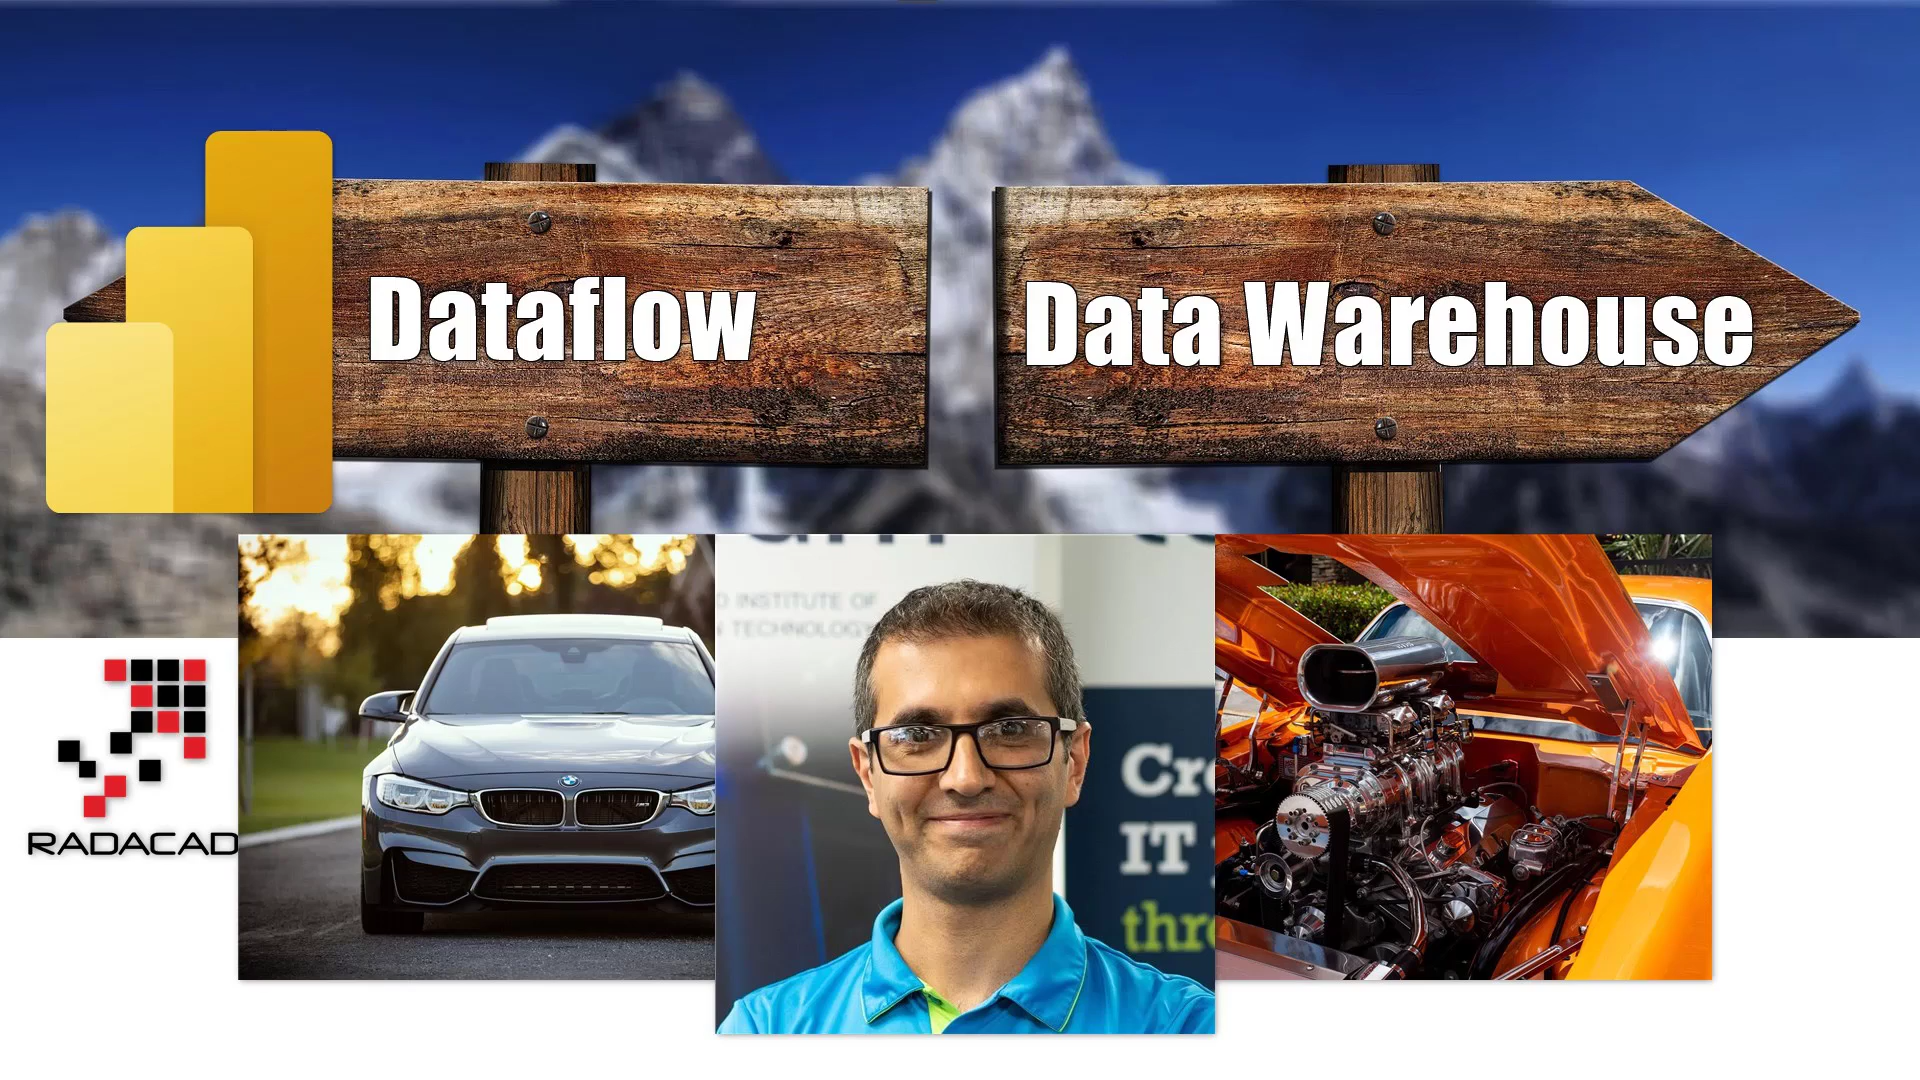 Dataflow
Data Warehouse
INSTITUTE OF
TECHNOLOGY
IT
RADACAD